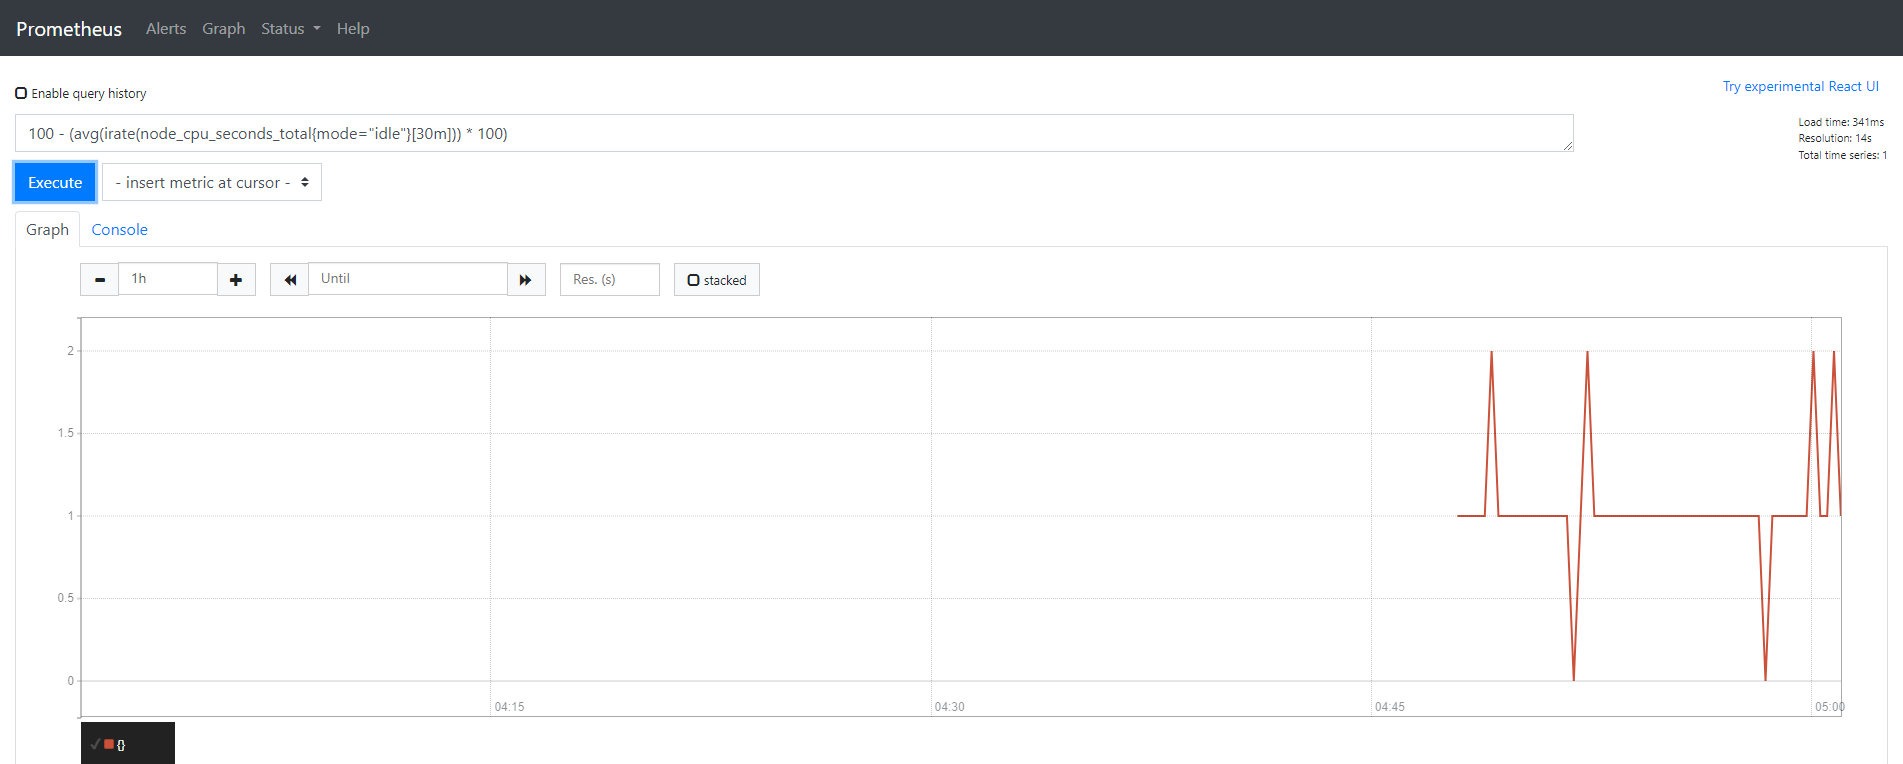 Prometheus Alerts Graph Status Help
Enable query history
Try experimental React UI
100 - (avg(irate(node_cpu_seconds_total{mode="idle"}[30m])) * 100)
Load time: 341ms
Resolution: 14s
Total time series: 1
Execute - insert metric at cursor -
Graph Console
1h Until Res. (s) stacked
2
1.5
1
0.5
0
04:15 04:30 04:45 05:00
{}